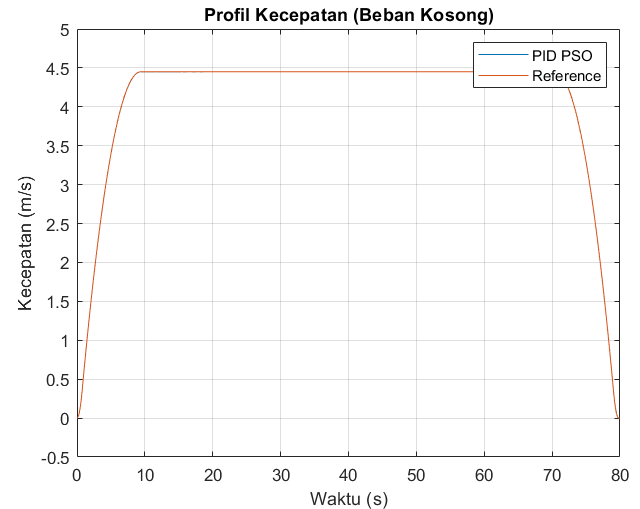 Profil Kecepatan (Beban Kosong)
5
4.5
4
3.5
3
2.5
2
1.5
1
0.5
0
-0.5
Kecepatan (m/s)
PID PSO
Reference
0 10 20 30 40 50 60 70 80
Waktu (s)